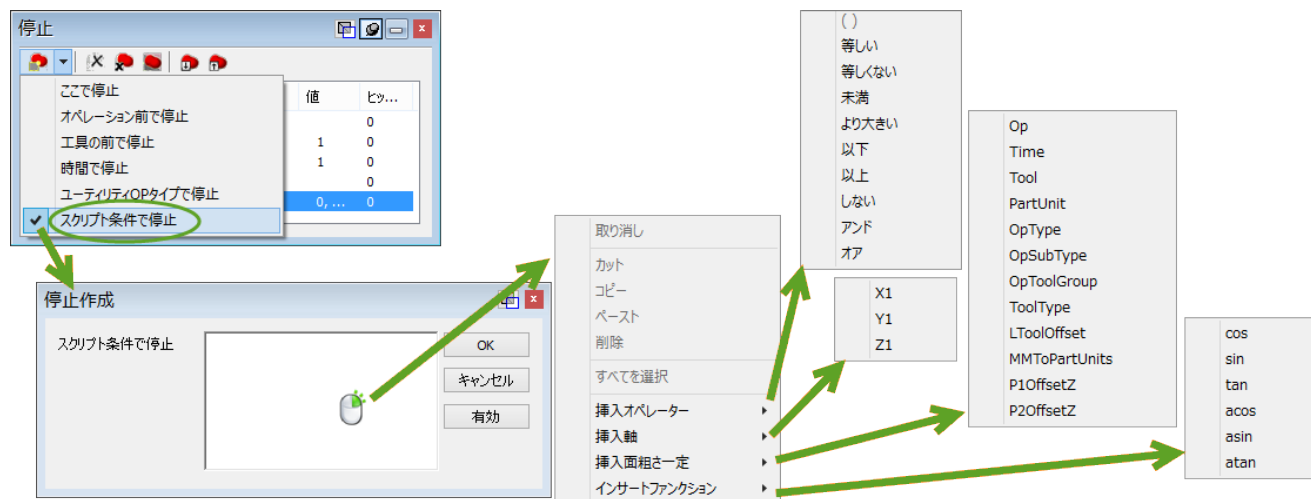 停止
ここで停止
オペレーション前で停止
工具の前で停止
時間で停止
ユーティリティOPタイプで停止
スクリプト条件で停止
値 ヒッ...
0
1 0
1 0
0
0, ... 0
停止作成
スクリプト条件で停止
OK
キャンセル
有効
取り消し
カット
コピー
ペースト
削除
すべてを選択
挿入オペレーター
挿入軸
挿入面粗さ一定
インサートファンクション
( )
等しい
等しくない
未満
より大きい
以下
以上
しない
アンド
オア
X1
Y1
Z1
Op
Time
Tool
PartUnit
OpType
OpSubType
OpToolGroup
ToolType
LToolOffset
MMToPartUnits
P1OffsetZ
P2OffsetZ
cos
sin
tan
acos
asin
atan